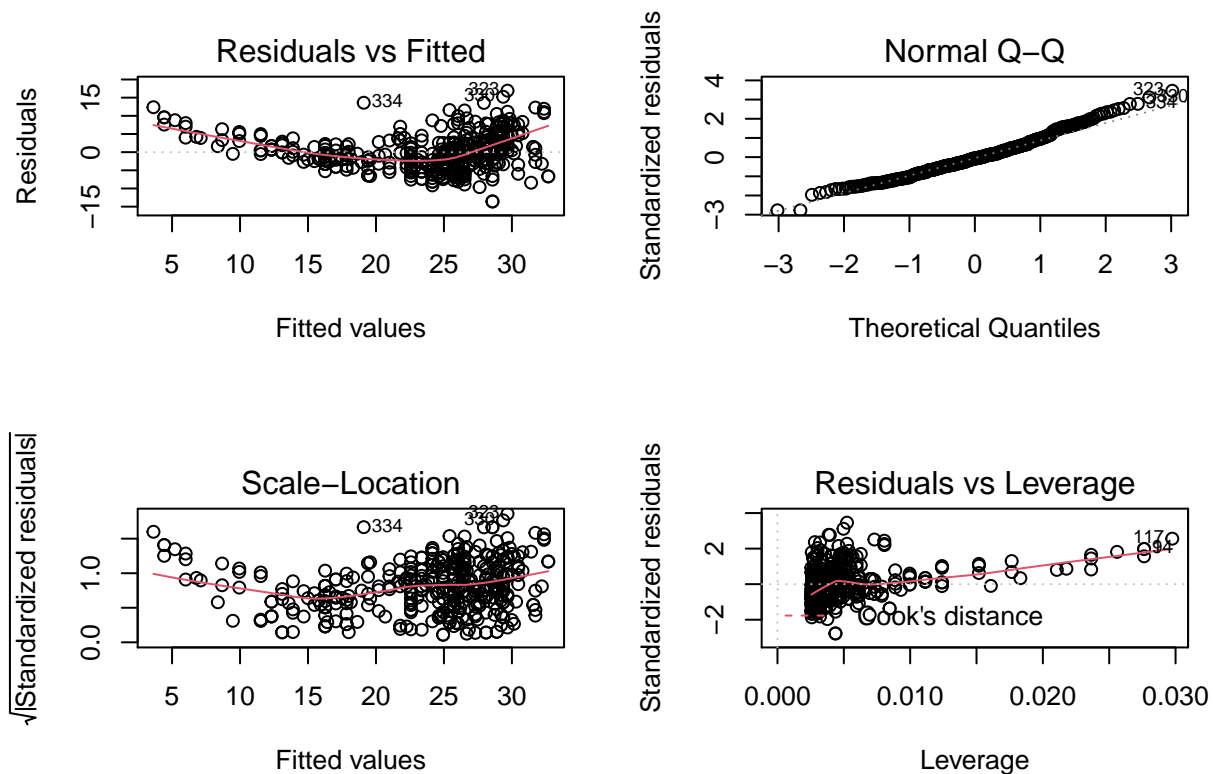 Residuals vs Fitted
Residuals
15
0
−15
323
330
334
5 10 15 20 25 30
Fitted values
Normal Q−Q
Standardized residuals
4
2
0
−3
323
334
−3 −2 −1 0 1 2 3
Theoretical Quantiles
Scale−Location
√|Standardized residuals|
1.0
0.0
323
330
334
5 10 15 20 25 30
Fitted values
Residuals vs Leverage
Standardized residuals
2
−2
117
Cook's distance
0.000 0.010 0.020 0.030
Leverage